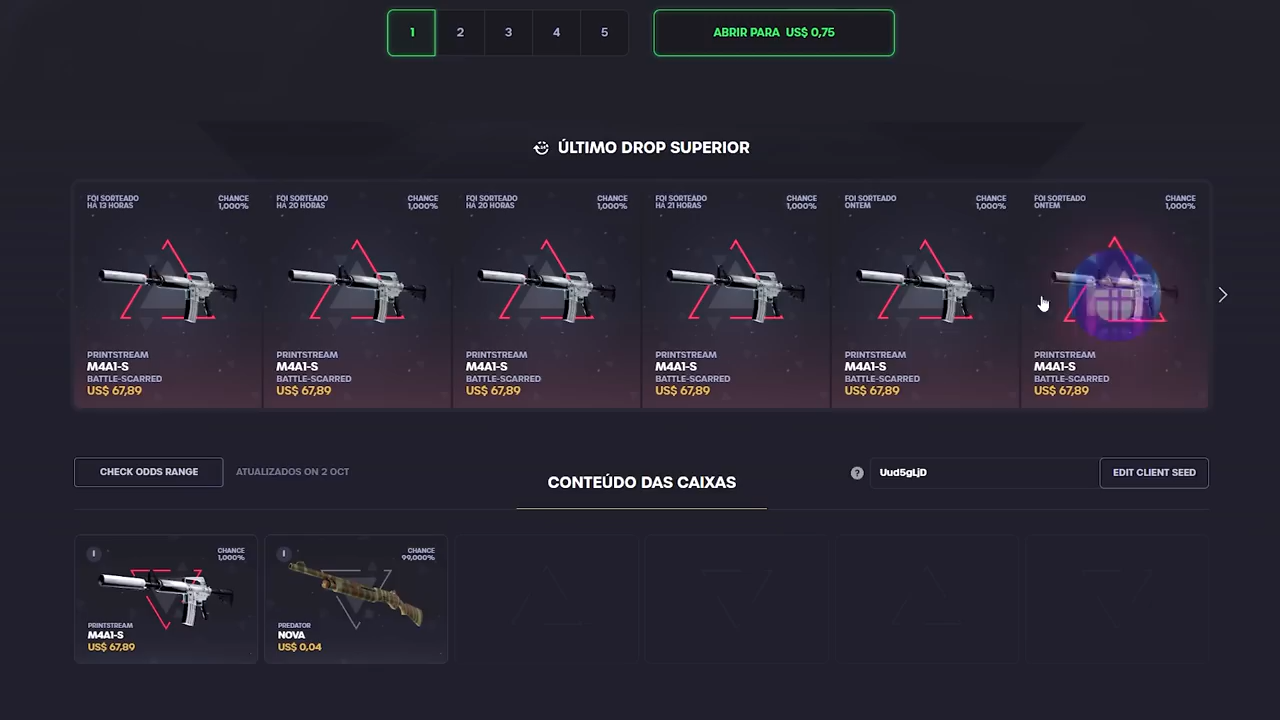 1 2 3 4 5 ABRIR PARA US$ 0,75
ÚLTIMO DROP SUPERIOR
FOI SORTEADO
HÁ 13 HORAS
CHANCE
1,000%
PRINTSTREAM
M4A1-S
BATTLE-SCARRED
US$ 67,89
FOI SORTEADO
HÁ 20 HORAS
CHANCE
1,000%
PRINTSTREAM
M4A1-S
BATTLE-SCARRED
US$ 67,89
FOI SORTEADO
HÁ 20 HORAS
CHANCE
1,000%
PRINTSTREAM
M4A1-S
BATTLE-SCARRED
US$ 67,89
FOI SORTEADO
HÁ 21 HORAS
CHANCE
1,000%
PRINTSTREAM
M4A1-S
BATTLE-SCARRED
US$ 67,89
FOI SORTEADO
ONTEM
CHANCE
1,000%
PRINTSTREAM
M4A1-S
BATTLE-SCARRED
US$ 67,89
FOI SORTEADO
ONTEM
CHANCE
1,000%
PRINTSTREAM
M4A1-S
BATTLE-SCARRED
US$ 67,89
CHECK ODDS RANGE
ATUALIZADOS ON 2 OCT
CONTEÚDO DAS CAIXAS
?
Uud5gLjD
EDIT CLIENT SEED
CHANCE
1,000%
PRINTSTREAM
M4A1-S
US$ 67,89
CHANCE
99,000%
PREDATOR
NOVA
US$ 0,04